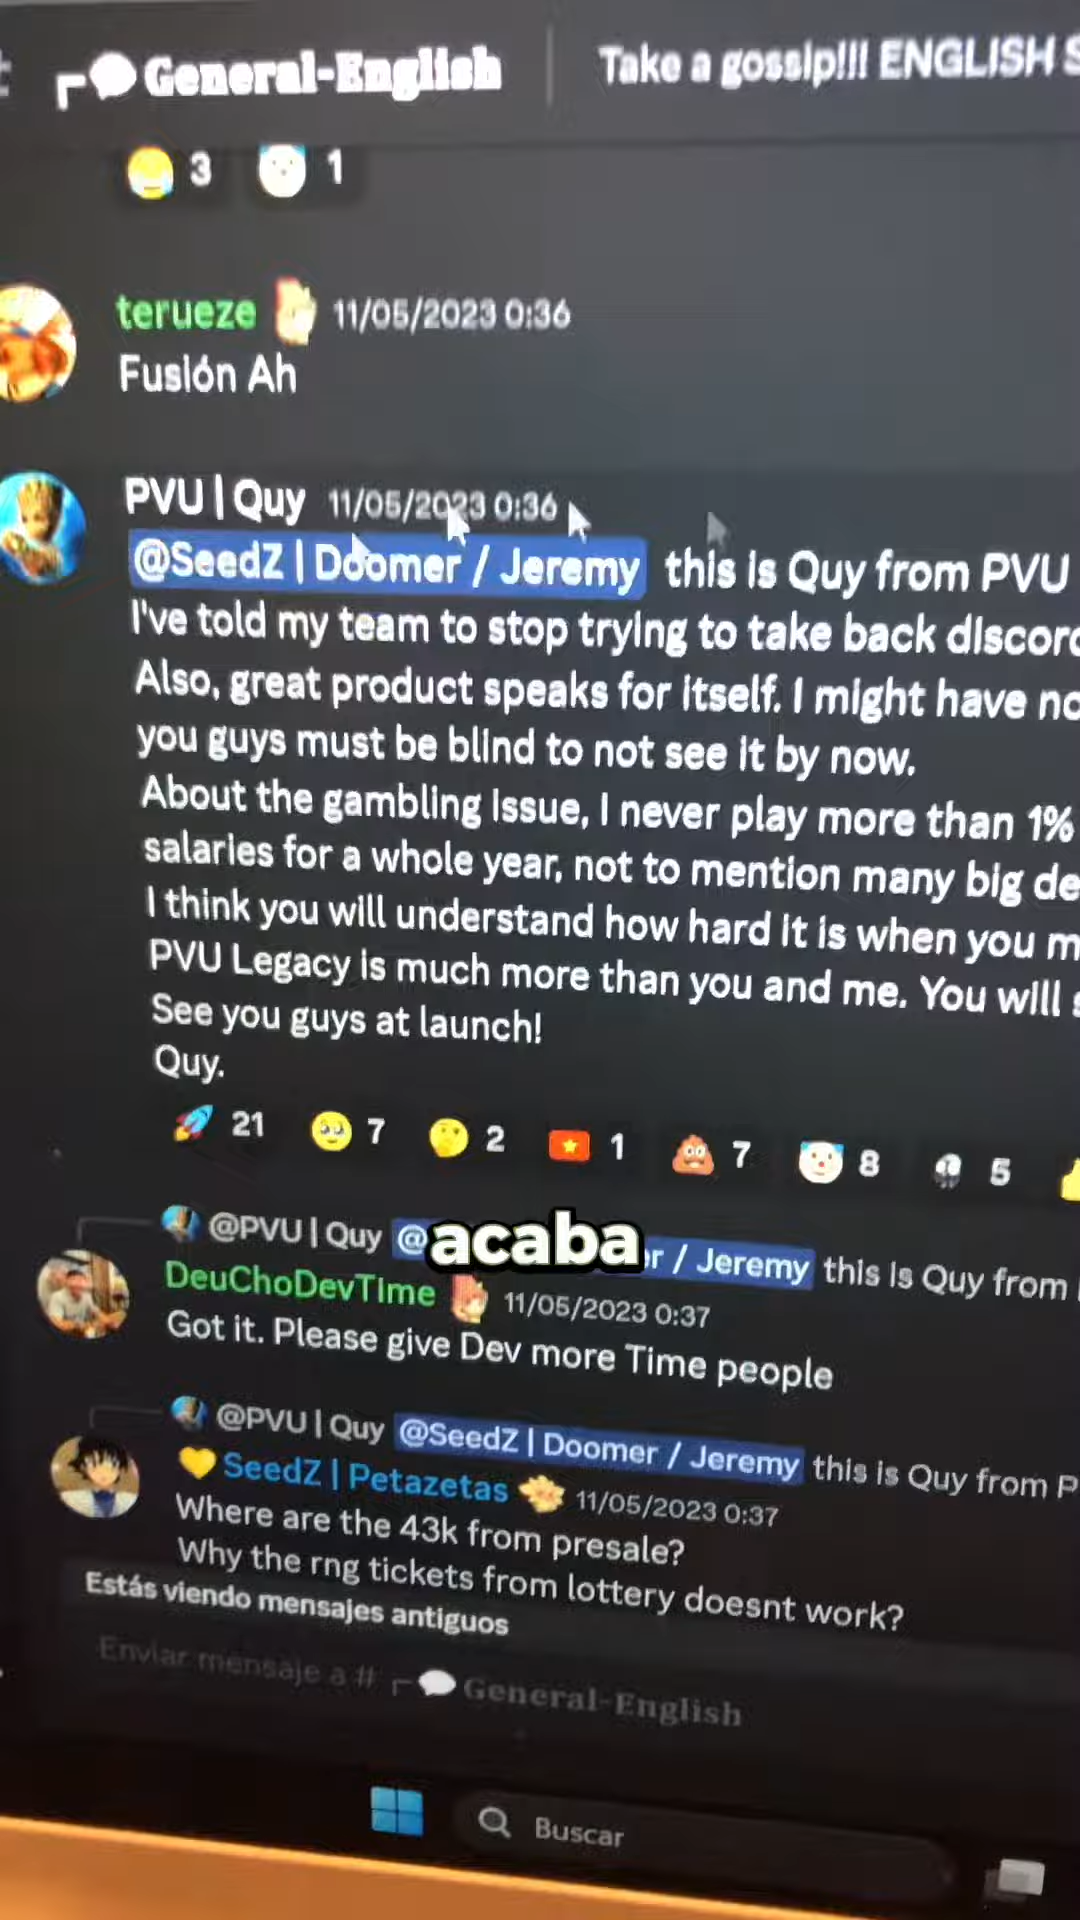 General-English Take a gossip!!! ENGLISH S
3 1
terueze 11/05/2023 0:36
Fusión Ah
PVU | Quy 11/05/2023 0:36
@SeedZ | Doomer / Jeremy this is Quy from PVU
I've told my team to stop trying to take back discord
Also, great product speaks for itself. I might have no
you guys must be blind to not see it by now.
About the gambling issue, I never play more than 1%
salaries for a whole year, not to mention many big de
I think you will understand how hard it is when you m
PVU Legacy is much more than you and me. You will s
See you guys at launch!
Quy.
21 7 2 1 7 8 5
@PVU | Quy @ acaba r / Jeremy this is Quy from
DeuChoDevTime 11/05/2023 0:37
Got it. Please give Dev more Time people
@PVU | Quy @SeedZ | Doomer / Jeremy this is Quy from P
SeedZ | Petazetas 11/05/2023 0:37
Where are the 43k from presale?
Why the rng tickets from lottery doesnt work?
Estás viendo mensajes antiguos
Enviar mensaje a # General-English
Buscar